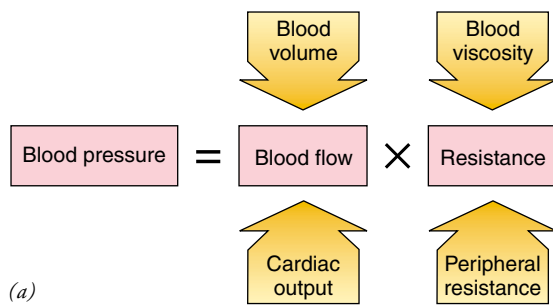 Blood
volume
Blood
viscosity
Blood pressure = Blood flow × Resistance
Cardiac
output
Peripheral
resistance
(a)